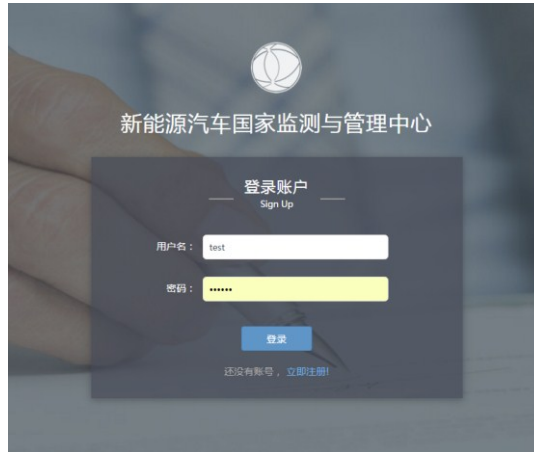 新能源汽车国家监测与管理中心
登录账户
Sign Up
用户名： test
密码： ••••••
登录
还没有账号， 立即注册!